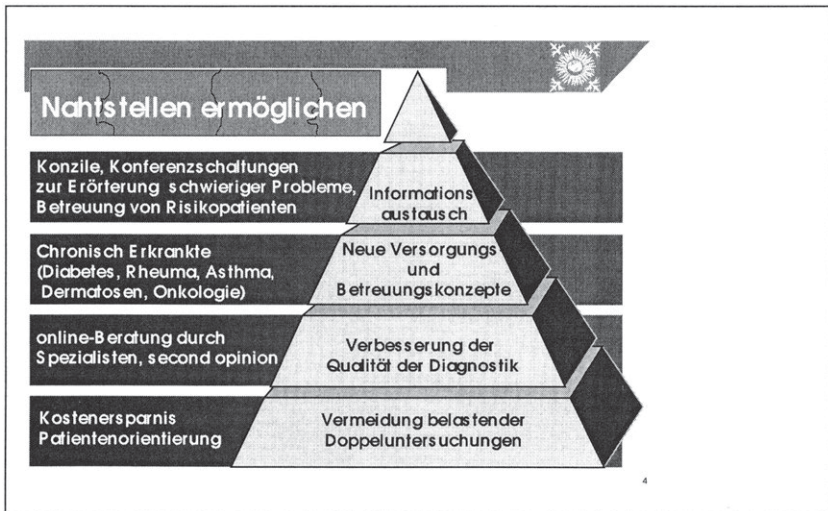 Nahtstellen ermöglichen
Konzile, Konferenzschaltungen
zur Erörterung schwieriger Probleme,
Betreuung von Risikopatienten
Informations
austausch
Chronisch Erkrankte
(Diabetes, Rheuma, Asthma,
Dermatosen, Onkologie)
Neue Versorgungs-
und
Betreuungskonzepte
online-Beratung durch
Spezialisten, second opinion
Verbesserung der
Qualität der Diagnostik
Kostenersparnis
Patientenorientierung
Vermeidung belastender
Doppeluntersuchungen
4